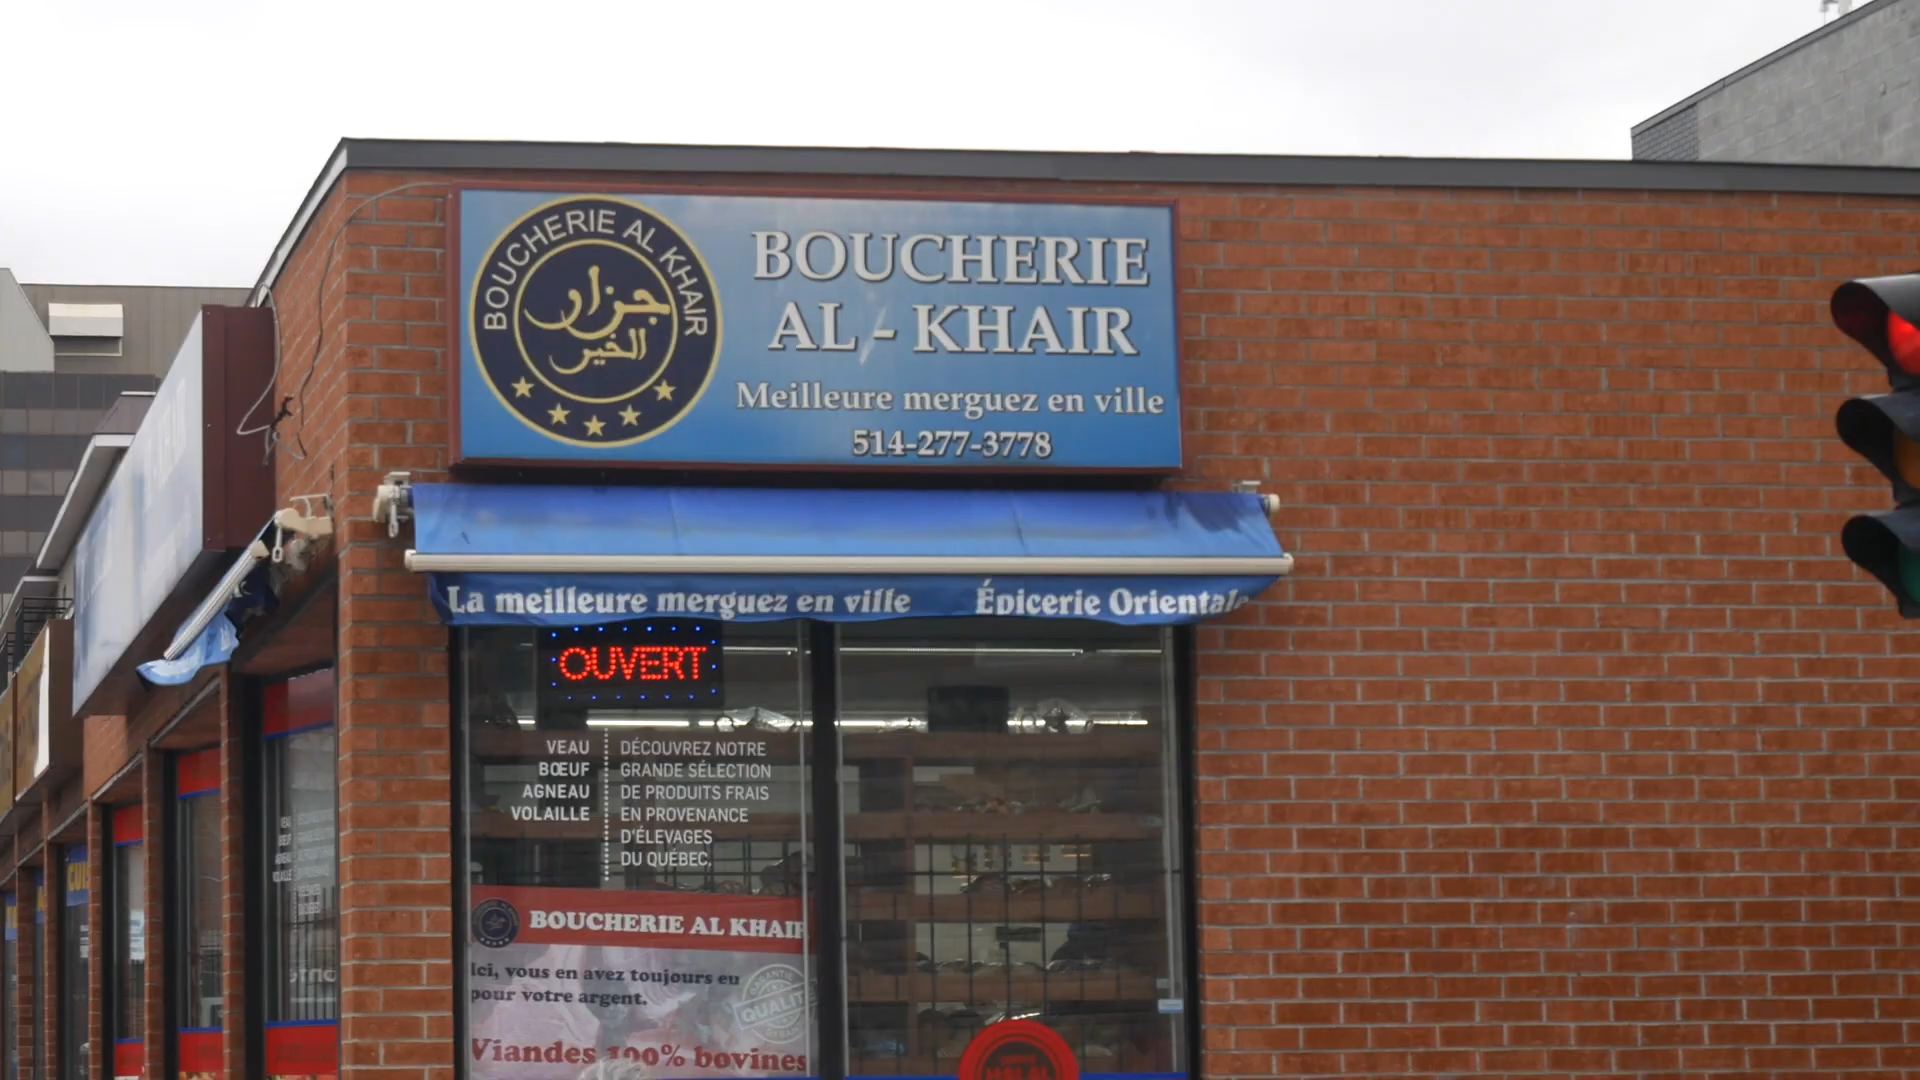 BOUCHERIE AL KHAIR
جزار
الخير
BOUCHERIE
AL - KHAIR
Meilleure merguez en ville
514-277-3778
La meilleure merguez en ville
Épicerie Orientale
OUVERT
VEAU
BŒUF
AGNEAU
VOLAILLE
DÉCOUVREZ NOTRE
GRANDE SÉLECTION
DE PRODUITS FRAIS
EN PROVENANCE
D'ÉLEVAGES
DU QUÉBEC.
BOUCHERIE AL KHAIR
Ici, vous en avez toujours eu
pour votre argent.
GARANTIE
QUALIT
Viandes 100% bovines